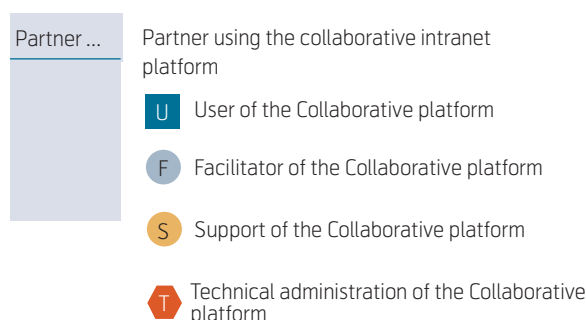 Partner ...
Partner using the collaborative intranet
platform
U User of the Collaborative platform
F Facilitator of the Collaborative platform
S Support of the Collaborative platform
T Technical administration of the Collaborative
platform